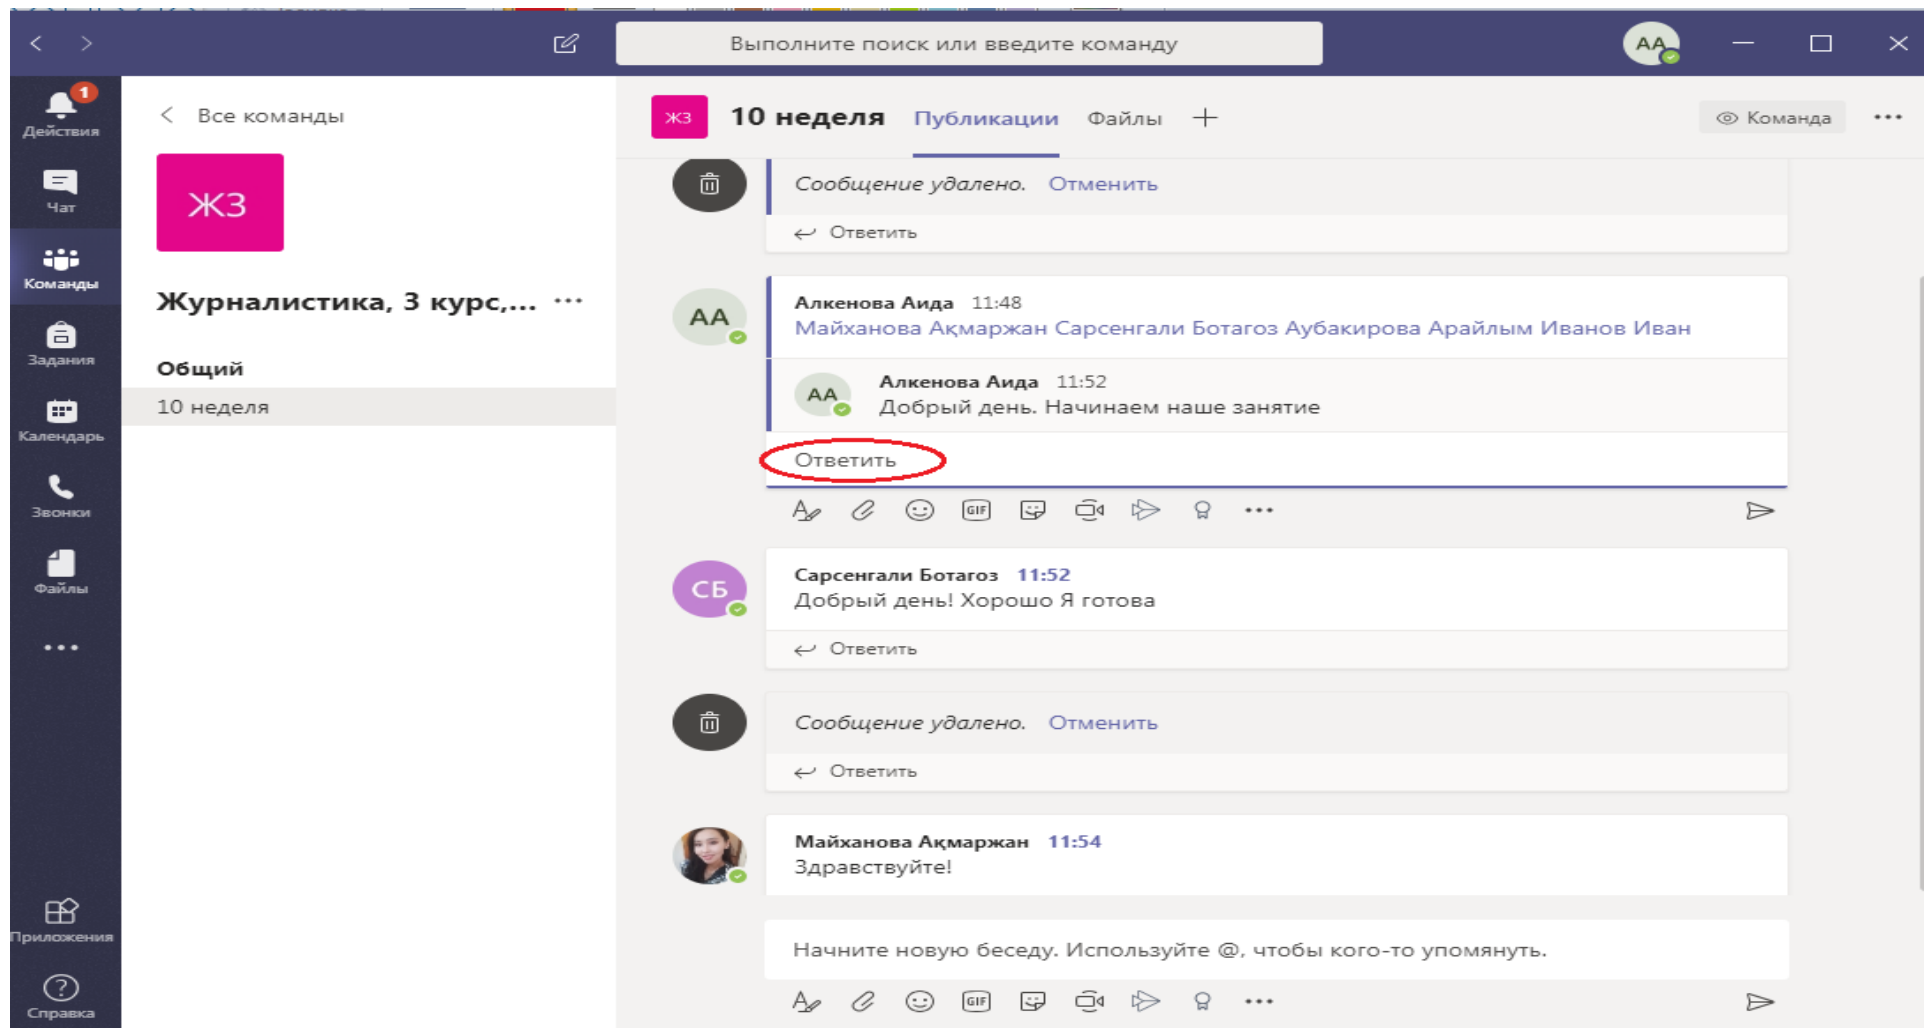 Выполните поиск или введите команду
АА
1
Действия
Чат
Команды
Задания
Календарь
Звонки
Файлы
Приложения
Справка
Все команды
ЖЗ
Журналистика, 3 курс,...
Общий
10 неделя
ЖЗ
10 неделя
Публикации
Файлы
Команда
Сообщение удалено. Отменить
Ответить
АА
Алкенова Аида 11:48
Майханова Ақмаржан Сарсенгали Ботагоз Аубакирова Арайлым Иванов Иван
АА
Алкенова Аида 11:52
Добрый день. Начинаем наше занятие
Ответить
GIF
СБ
Сарсенгали Ботагоз 11:52
Добрый день! Хорошо Я готова
Ответить
Сообщение удалено. Отменить
Ответить
Майханова Ақмаржан 11:54
Здравствуйте!
Начните новую беседу. Используйте @, чтобы кого-то упомянуть.
GIF